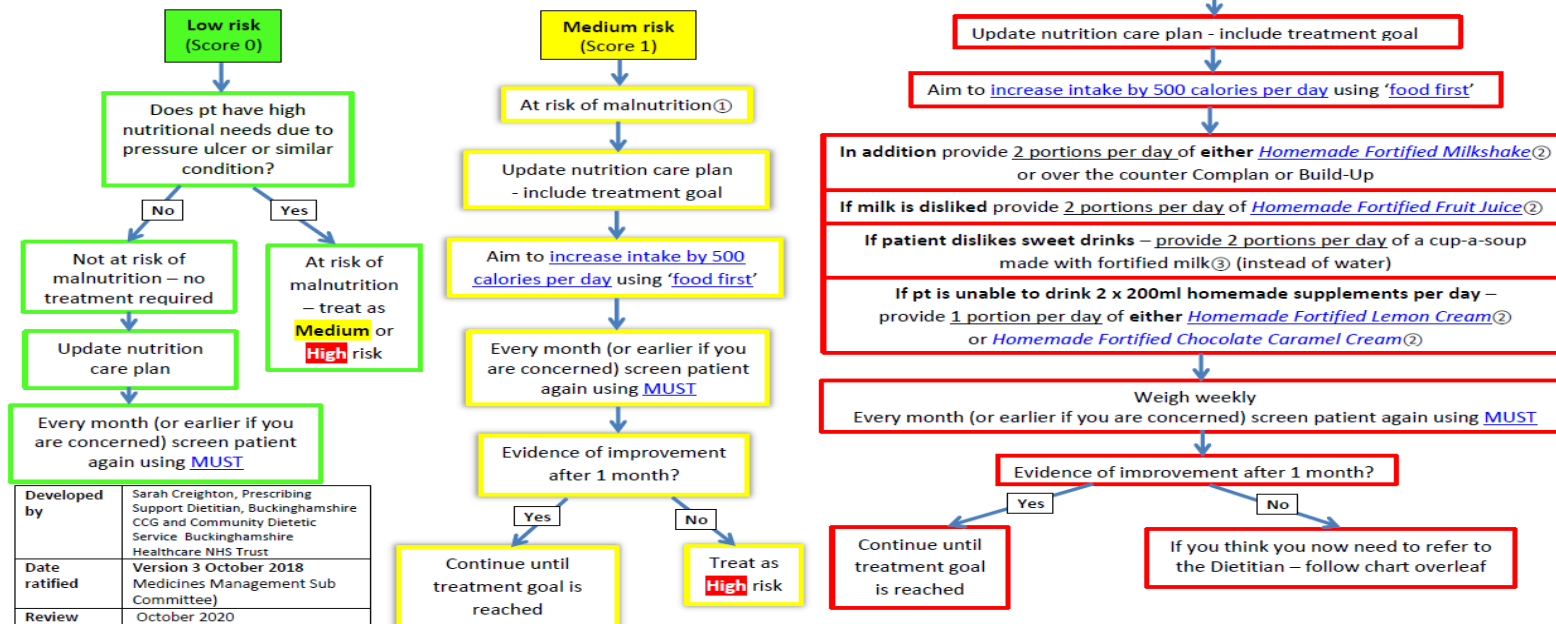 Low risk
(Score 0)
Does pt have high
nutritional needs due to
pressure ulcer or similar
condition?
No
Yes
Not at risk of
malnutrition – no
treatment required
At risk of
malnutrition
– treat as
Medium or
High risk
Update nutrition
care plan
Every month (or earlier if you
are concerned) screen patient
again using MUST
Developed
by
Sarah Creighton, Prescribing
Support Dietitian, Buckinghamshire
CCG and Community Dietetic
Service Buckinghamshire
Healthcare NHS Trust
Date
ratified
Version 3 October 2018
Medicines Management Sub
Committee)
Review
October 2020
Medium risk
(Score 1)
At risk of malnutrition①
Update nutrition care plan
- include treatment goal
Aim to increase intake by 500
calories per day using ‘food first’
Every month (or earlier if you
are concerned) screen patient
again using MUST
Evidence of improvement
after 1 month?
Yes
No
Continue until
treatment goal is
reached
Treat as
High risk
Update nutrition care plan - include treatment goal
Aim to increase intake by 500 calories per day using ‘food first’
In addition provide 2 portions per day of either Homemade Fortified Milkshake②
or over the counter Complan or Build-Up
If milk is disliked provide 2 portions per day of Homemade Fortified Fruit Juice②
If patient dislikes sweet drinks – provide 2 portions per day of a cup-a-soup
made with fortified milk③ (instead of water)
If pt is unable to drink 2 x 200ml homemade supplements per day –
provide 1 portion per day of either Homemade Fortified Lemon Cream②
or Homemade Fortified Chocolate Caramel Cream②
Weigh weekly
Every month (or earlier if you are concerned) screen patient again using MUST
Evidence of improvement after 1 month?
Yes
No
Continue until
treatment goal
is reached
If you think you now need to refer to
the Dietitian – follow chart overleaf